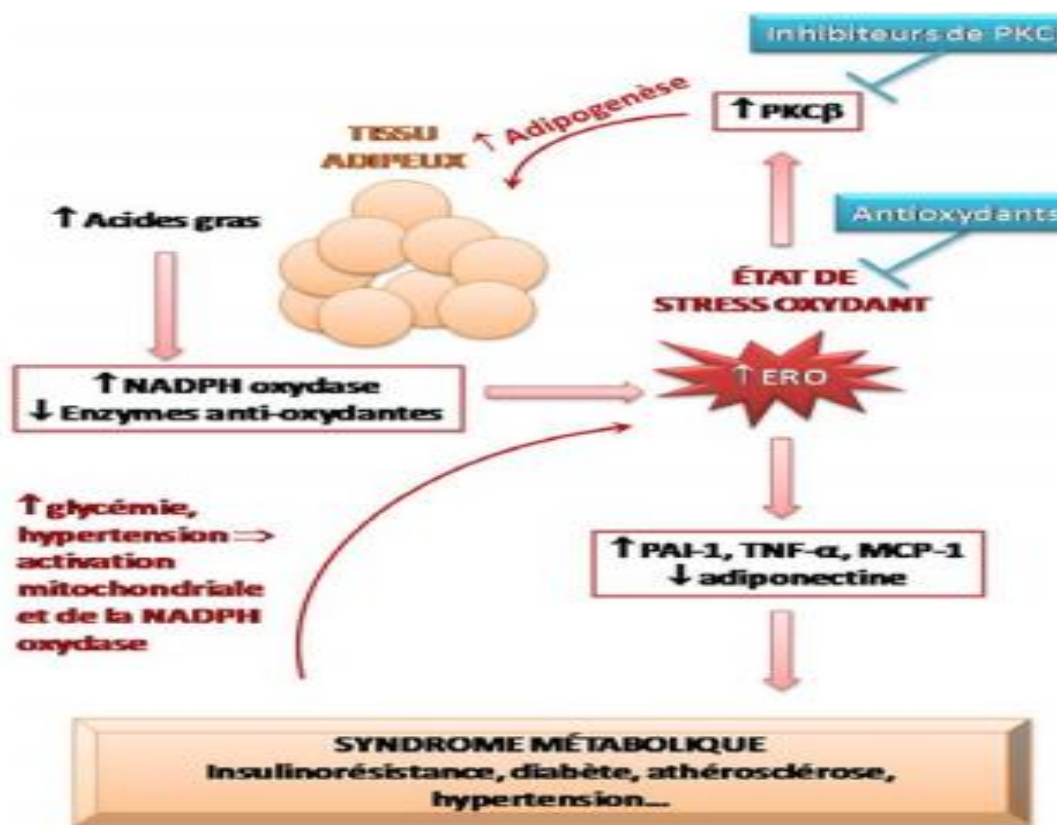 Inhibiteurs de PKC
↑ PKCβ
↑ Adipogenèse
TISSU
ADIPEUX
↑ Acides gras
Antioxydants
ÉTAT DE
STRESS OXYDANT
↑ ERO
↑ NADPH oxydase
↓ Enzymes anti-oxydantes
↑ glycémie,
hypertension ⇒
activation
mitochondriale
et de la NADPH
oxydase
↑ PAI-1, TNF-α, MCP-1
↓ adiponectine
SYNDROME MÉTABOLIQUE
Insulinorésistance, diabète, athérosclérose,
hypertension...